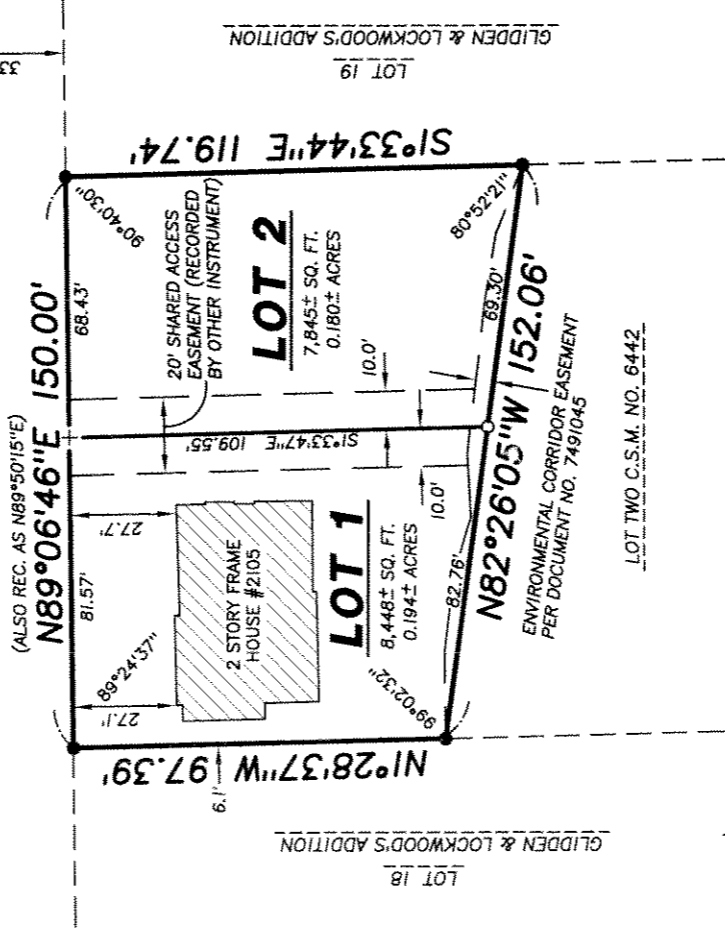 33
GLIDDEN & LOCKWOOD'S ADDITION
LOT 19
(ALSO REC. AS N89°50'15"E)
N89°06'46"E 150.00'
81.57'
68.43'
S1°33'44"E 119.74'
90°40'30"
80°52'21"
20' SHARED ACCESS
EASEMENT (RECORDED
BY OTHER INSTRUMENT)
LOT 2
7,845± SQ. FT.
0.180± ACRES
10.0'
69.30'
S1°33'47"E 109.55'
27.7'
27.1'
89°24'37"
2 STORY FRAME
HOUSE #2105
LOT 1
8,448± SQ. FT.
0.194± ACRES
10.0'
82.76'
99°02'32"
N82°26'05"W 152.06'
ENVIRONMENTAL CORRIDOR EASEMENT
PER DOCUMENT NO. 7491045
LOT TWO C.S.M. NO. 6442
N1°28'37"W 97.39'
6.1'
GLIDDEN & LOCKWOOD'S ADDITION
LOT 18